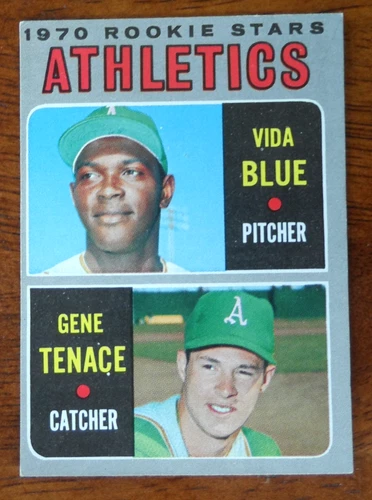 1970 ROOKIE STARS
ATHLETICS
A
VIDA
BLUE
PITCHER
GENE
TENACE
CATCHER
A